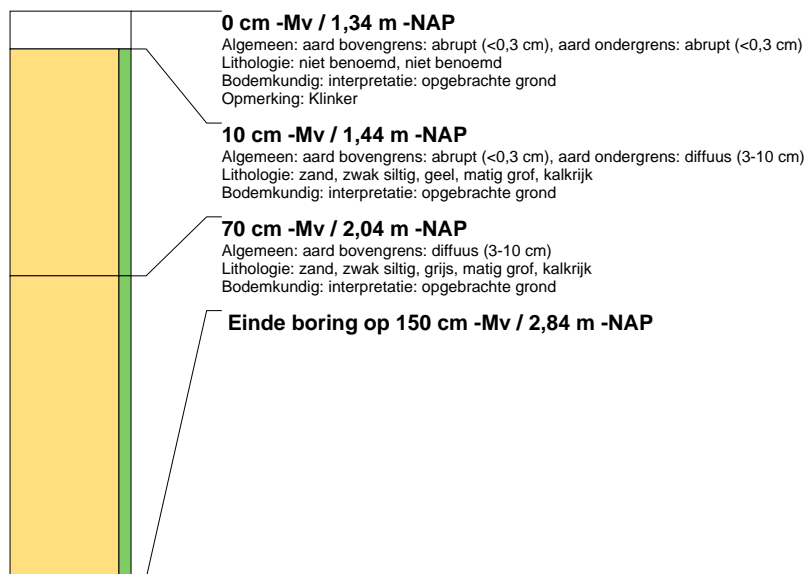 0 cm -Mv / 1,34 m -NAP
Algemeen: aard bovengrens: abrupt (<0,3 cm), aard ondergrens: abrupt (<0,3 cm)
Lithologie: niet benoemd, niet benoemd
Bodemkundig: interpretatie: opgebrachte grond
Opmerking: Klinker
10 cm -Mv / 1,44 m -NAP
Algemeen: aard bovengrens: abrupt (<0,3 cm), aard ondergrens: diffuus (3-10 cm)
Lithologie: zand, zwak siltig, geel, matig grof, kalkrijk
Bodemkundig: interpretatie: opgebrachte grond
70 cm -Mv / 2,04 m -NAP
Algemeen: aard bovengrens: diffuus (3-10 cm)
Lithologie: zand, zwak siltig, grijs, matig grof, kalkrijk
Bodemkundig: interpretatie: opgebrachte grond
Einde boring op 150 cm -Mv / 2,84 m -NAP